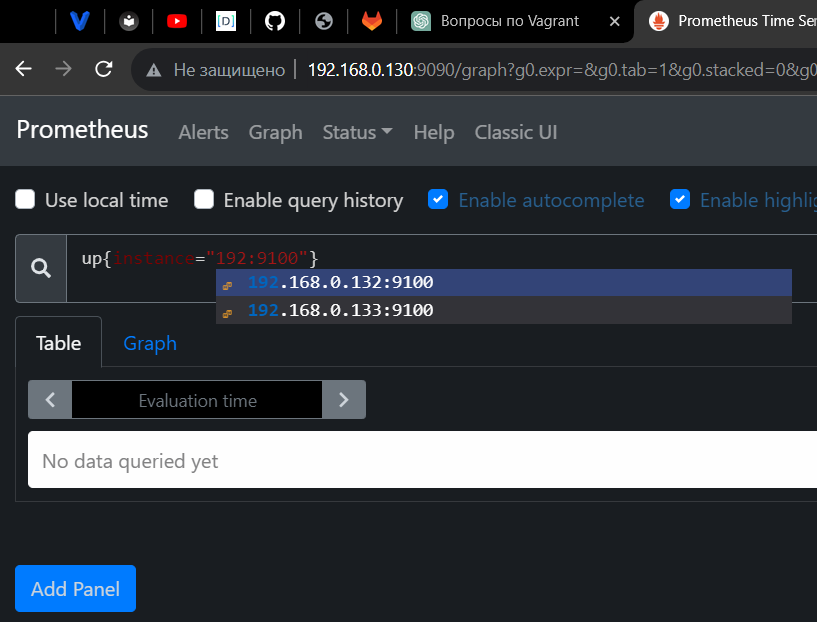 [D]
Вопросы по Vagrant
Prometheus Time Se
Не защищено
192.168.0.130:9090/graph?g0.expr=&g0.tab=1&g0.stacked=0&g0
Prometheus
Alerts
Graph
Status
Help
Classic UI
Use local time
Enable query history
Enable autocomplete
Enable highli
up{instance="192:9100"}
192.168.0.132:9100
192.168.0.133:9100
Table
Graph
Evaluation time
No data queried yet
Add Panel